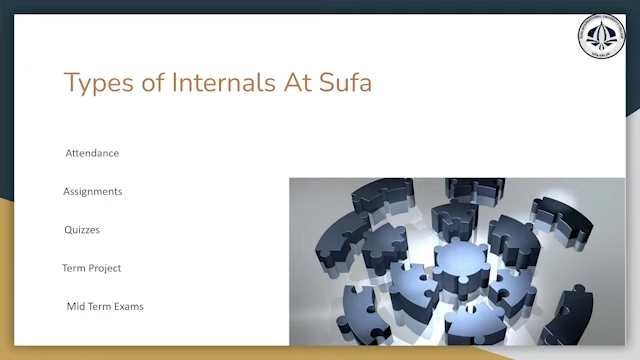 Types of Internals At Sufa
Attendance
Assignments
Quizzes
Term Project
Mid Term Exams